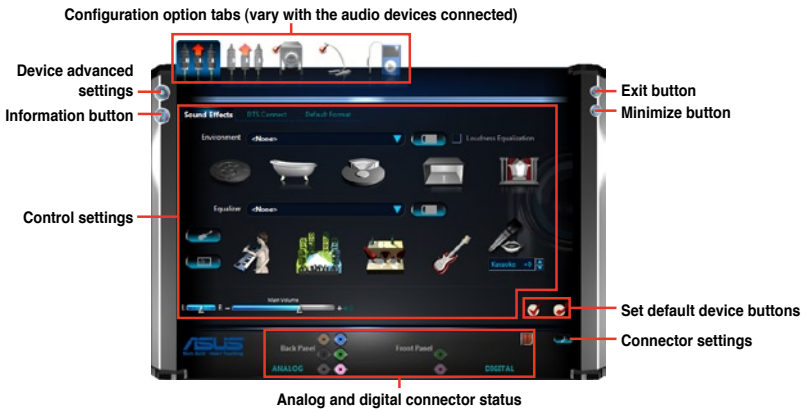 Configuration option tabs (vary with the audio devices connected)
Device advanced settings
Exit button
Information button
Minimize button
Sound Effects DTS Connect Default Format
Environment <None> Loudness Equalization
Control settings
Equalizer <None>
Karaoke +0
Main Volume
L R - +
Set default device buttons
ASUS
Back Panel Front Panel
Connector settings
ANALOG DIGITAL
Analog and digital connector status